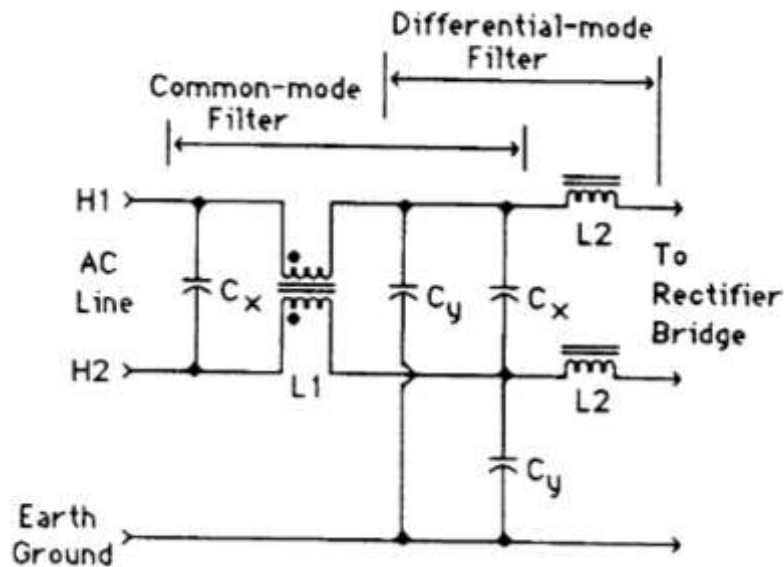 Differential-mode
Filter
Common-mode
Filter
H1
AC
Line
H2
Cx
L1
Cy
Cx
L2
To
Rectifier
Bridge
L2
Cy
Earth
Ground